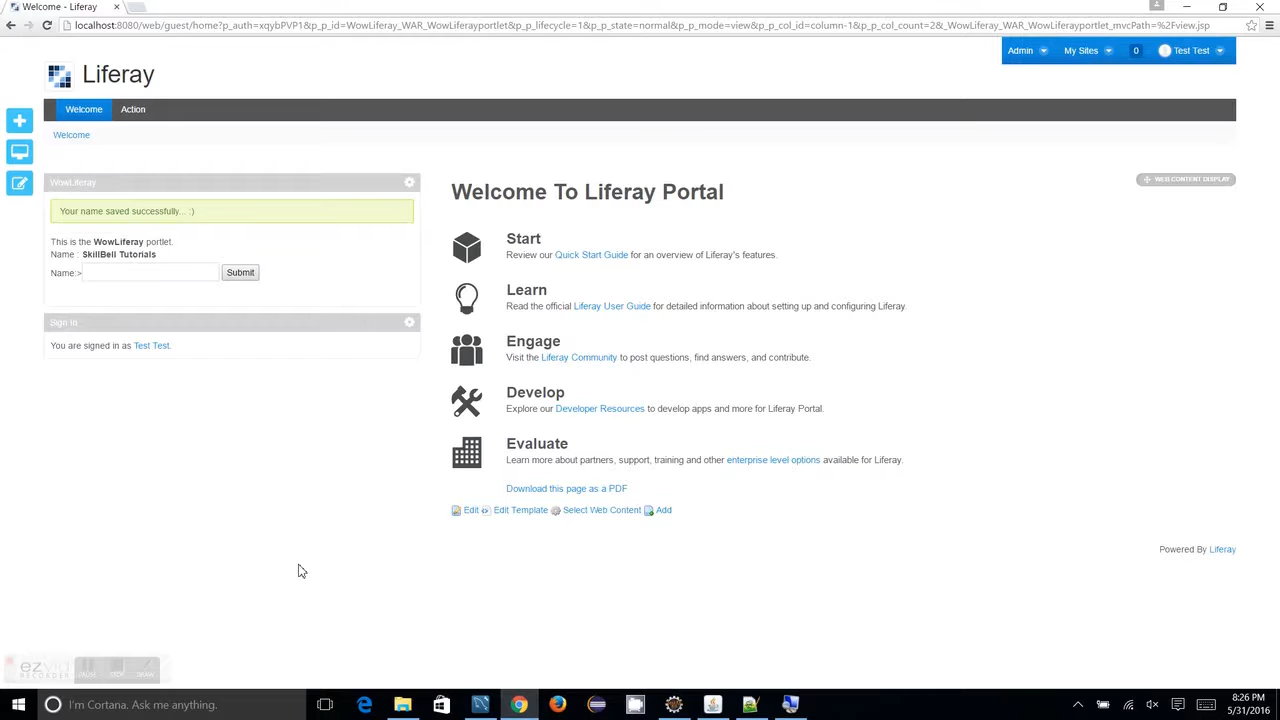 Welcome - Liferay
localhost:8080/web/guest/home?p_auth=xqybPVP1&p_p_id=WowLiferay_WAR_WowLiferayportlet&p_p_lifecycle=1&p_p_state=normal&p_p_mode=view&p_p_col_id=column-1&p_p_col_count=2&_WowLiferay_WAR_WowLiferayportlet_mvcPath=%2Fview.jsp
Admin My Sites 0 Test Test
Liferay
Welcome Action
Welcome
WowLiferay
Your name saved successfully... :)
This is the WowLiferay portlet.
Name : SkillBell Tutorials
Name:> Submit
Sign In
You are signed in as Test Test.
Welcome To Liferay Portal
WEB CONTENT DISPLAY
Start
Review our Quick Start Guide for an overview of Liferay's features.
Learn
Read the official Liferay User Guide for detailed information about setting up and configuring Liferay.
Engage
Visit the Liferay Community to post questions, find answers, and contribute.
Develop
Explore our Developer Resources to develop apps and more for Liferay Portal.
Evaluate
Learn more about partners, support, training and other enterprise level options available for Liferay.
Download this page as a PDF
Edit Edit Template Select Web Content Add
Powered By Liferay
RECORDER PAUSE STOP DRAW
I'm Cortana. Ask me anything.
8:26 PM
5/31/2016